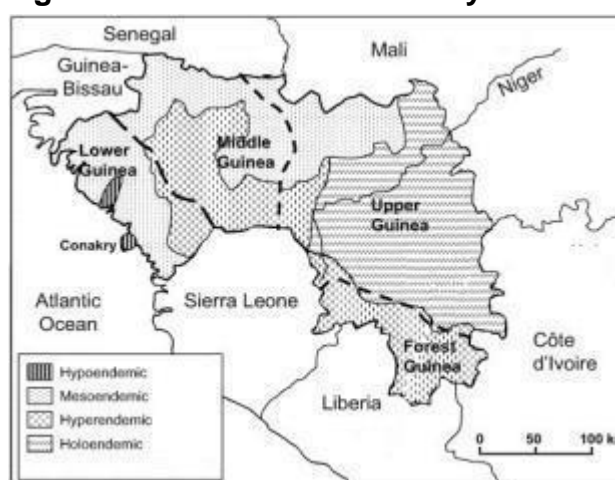 Senegal
Mali
Guinea-
Bissau
Niger
Lower
Guinea
Middle
Guinea
Upper
Guinea
Conakry
Atlantic
Ocean
Sierra Leone
Forest
Guinea
Côte
d'Ivoire
Liberia
Hypoendemic
Mesoendemic
Hyperendemic
Holoendemic
0 50 100 k